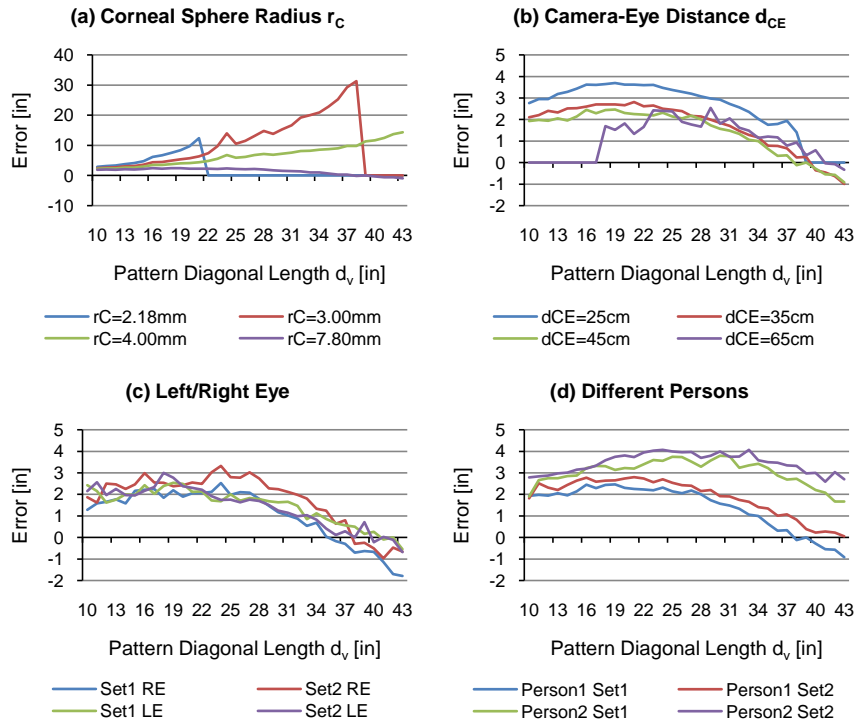 (a) Corneal Sphere Radius r_C
Error [in]
40
30
20
10
0
-10
10 13 16 19 22 25 28 31 34 37 40 43
Pattern Diagonal Length d_v [in]
rC=2.18mm rC=3.00mm
rC=4.00mm rC=7.80mm
(b) Camera-Eye Distance d_CE
Error [in]
5
4
3
2
1
0
-1
-2
10 13 16 19 22 25 28 31 34 37 40 43
Pattern Diagonal Length d_v [in]
dCE=25cm dCE=35cm
dCE=45cm dCE=65cm
(c) Left/Right Eye
Error [in]
5
4
3
2
1
0
-1
-2
10 13 16 19 22 25 28 31 34 37 40 43
Pattern Diagonal Length d_v [in]
Set1 RE Set2 RE
Set1 LE Set2 LE
(d) Different Persons
Error [in]
5
4
3
2
1
0
-1
-2
10 13 16 19 22 25 28 31 34 37 40 43
Pattern Diagonal Length d_v [in]
Person1 Set1 Person1 Set2
Person2 Set1 Person2 Set2